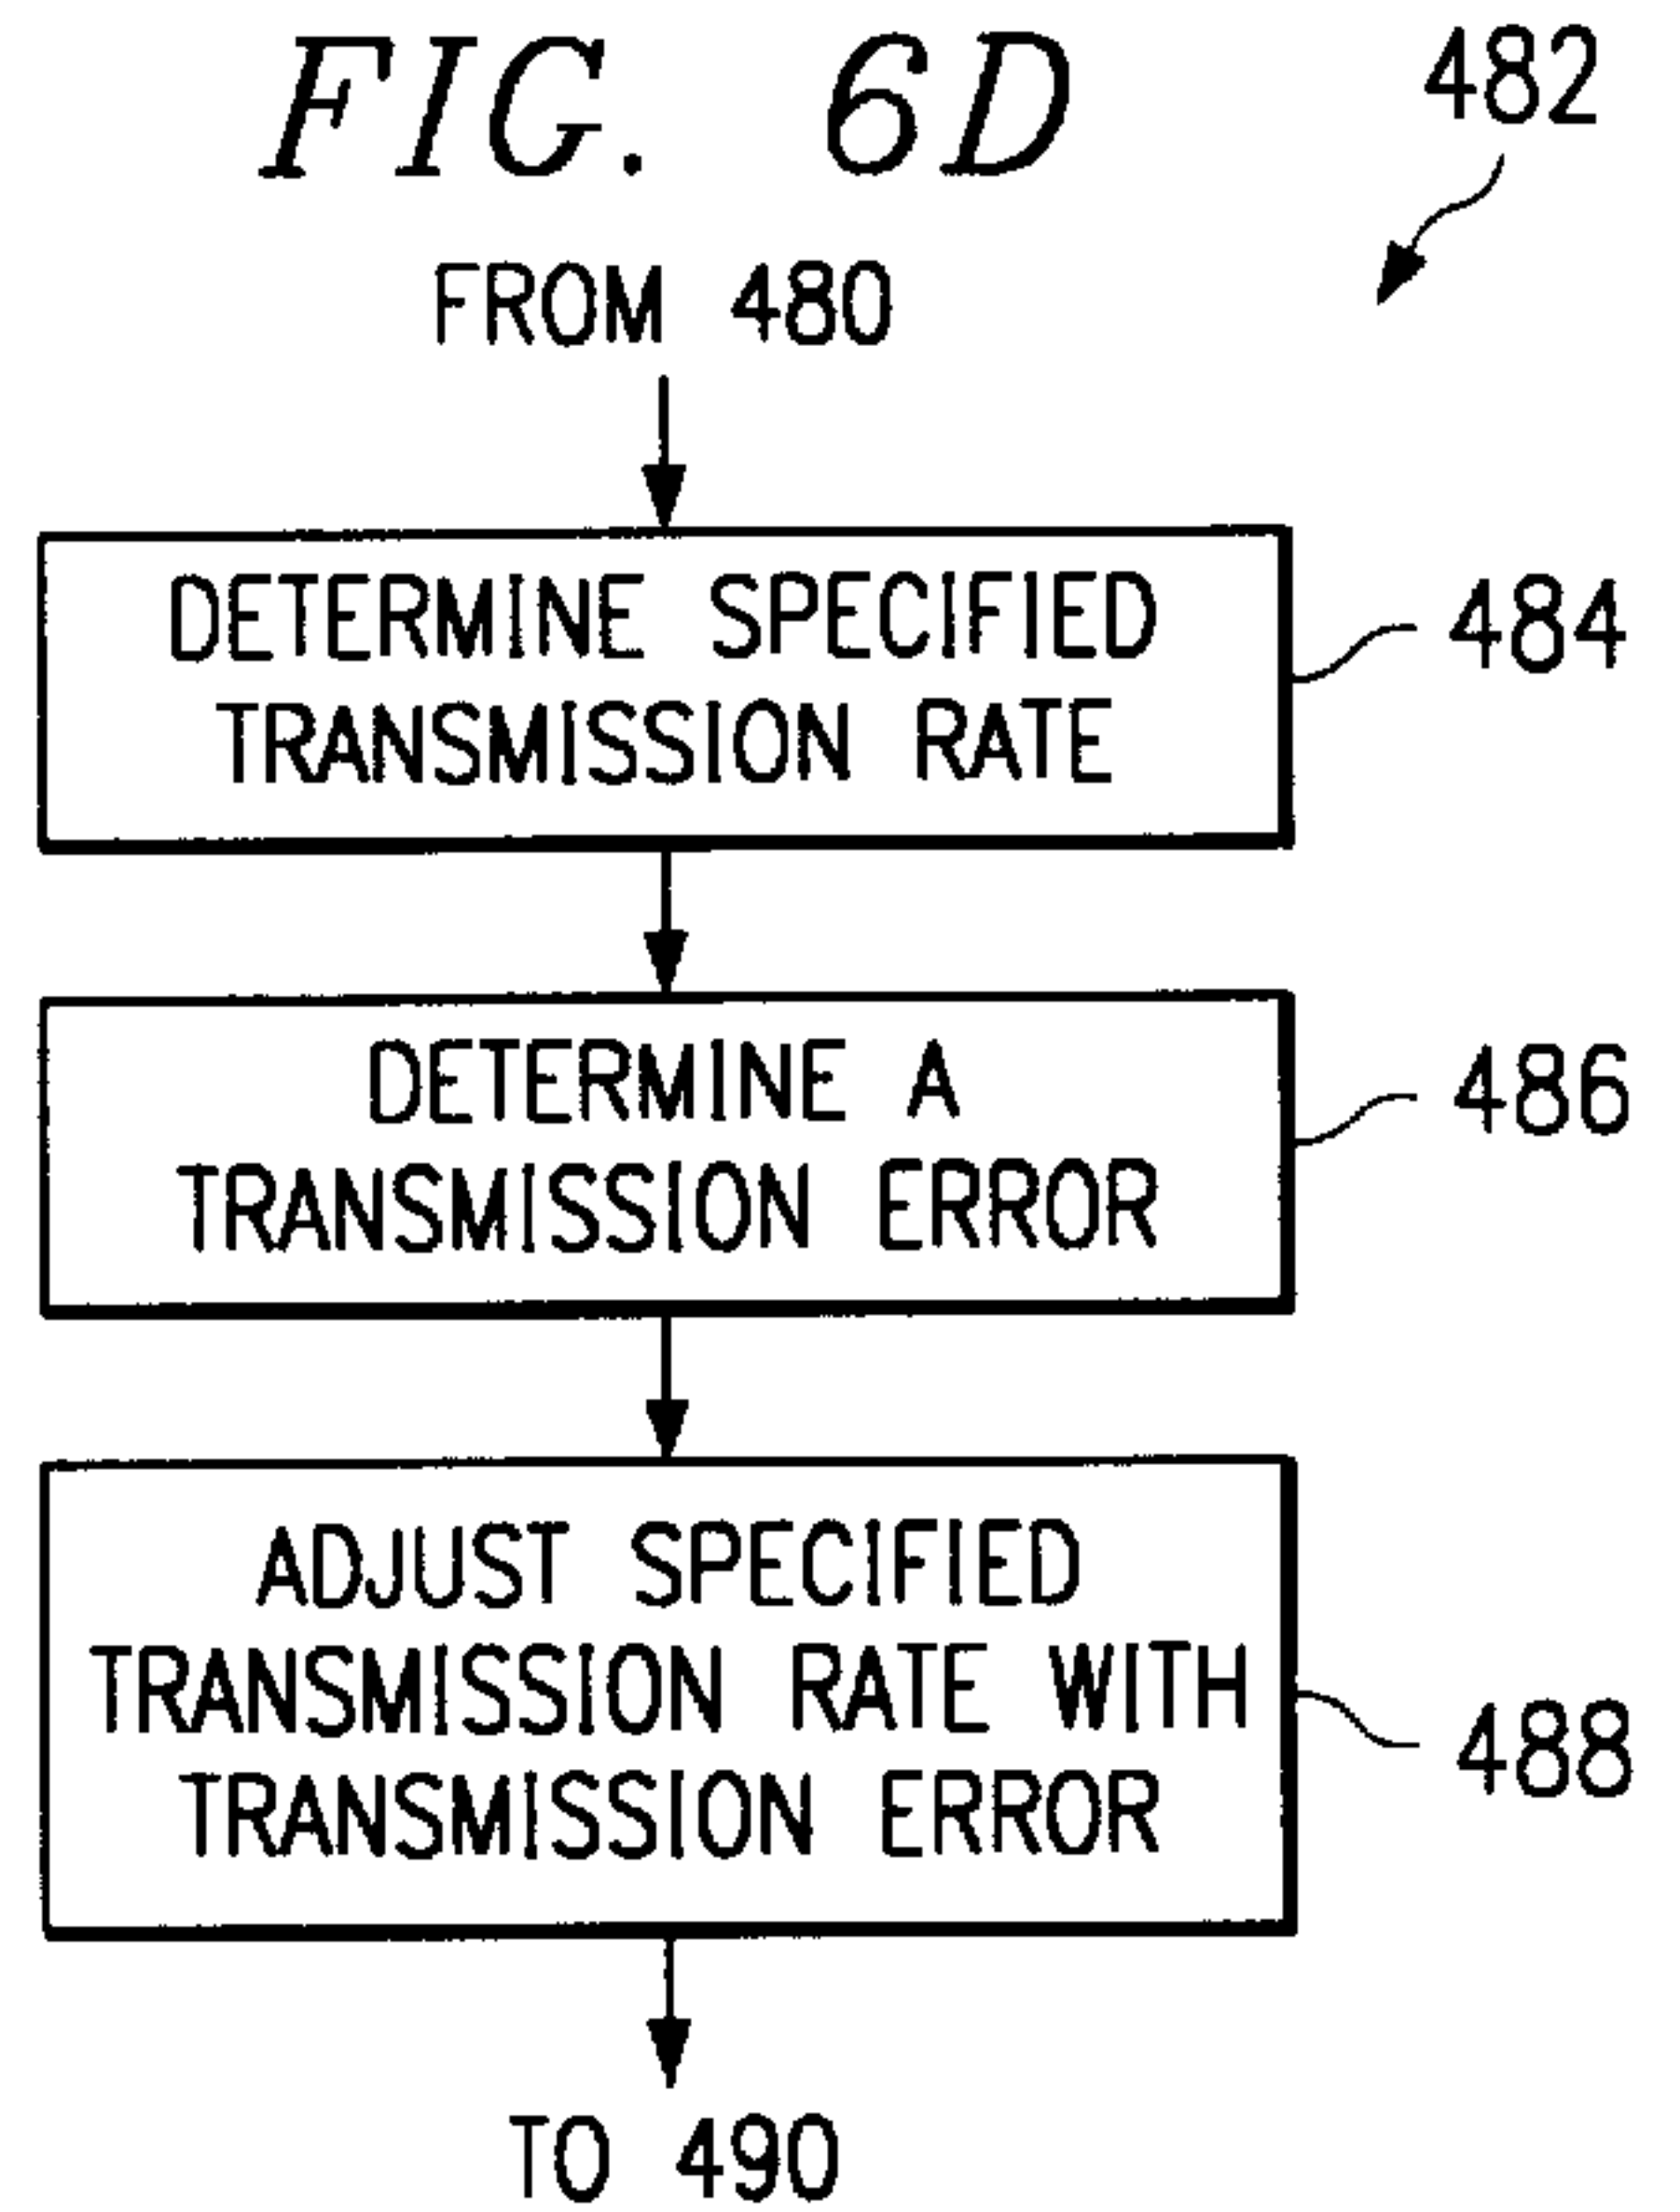 FIG. 6D
482
FROM 480
DETERMINE SPECIFIED
TRANSMISSION RATE
484
DETERMINE A
TRANSMISSION ERROR
486
ADJUST SPECIFIED
TRANSMISSION RATE WITH
TRANSMISSION ERROR
488
TO 490